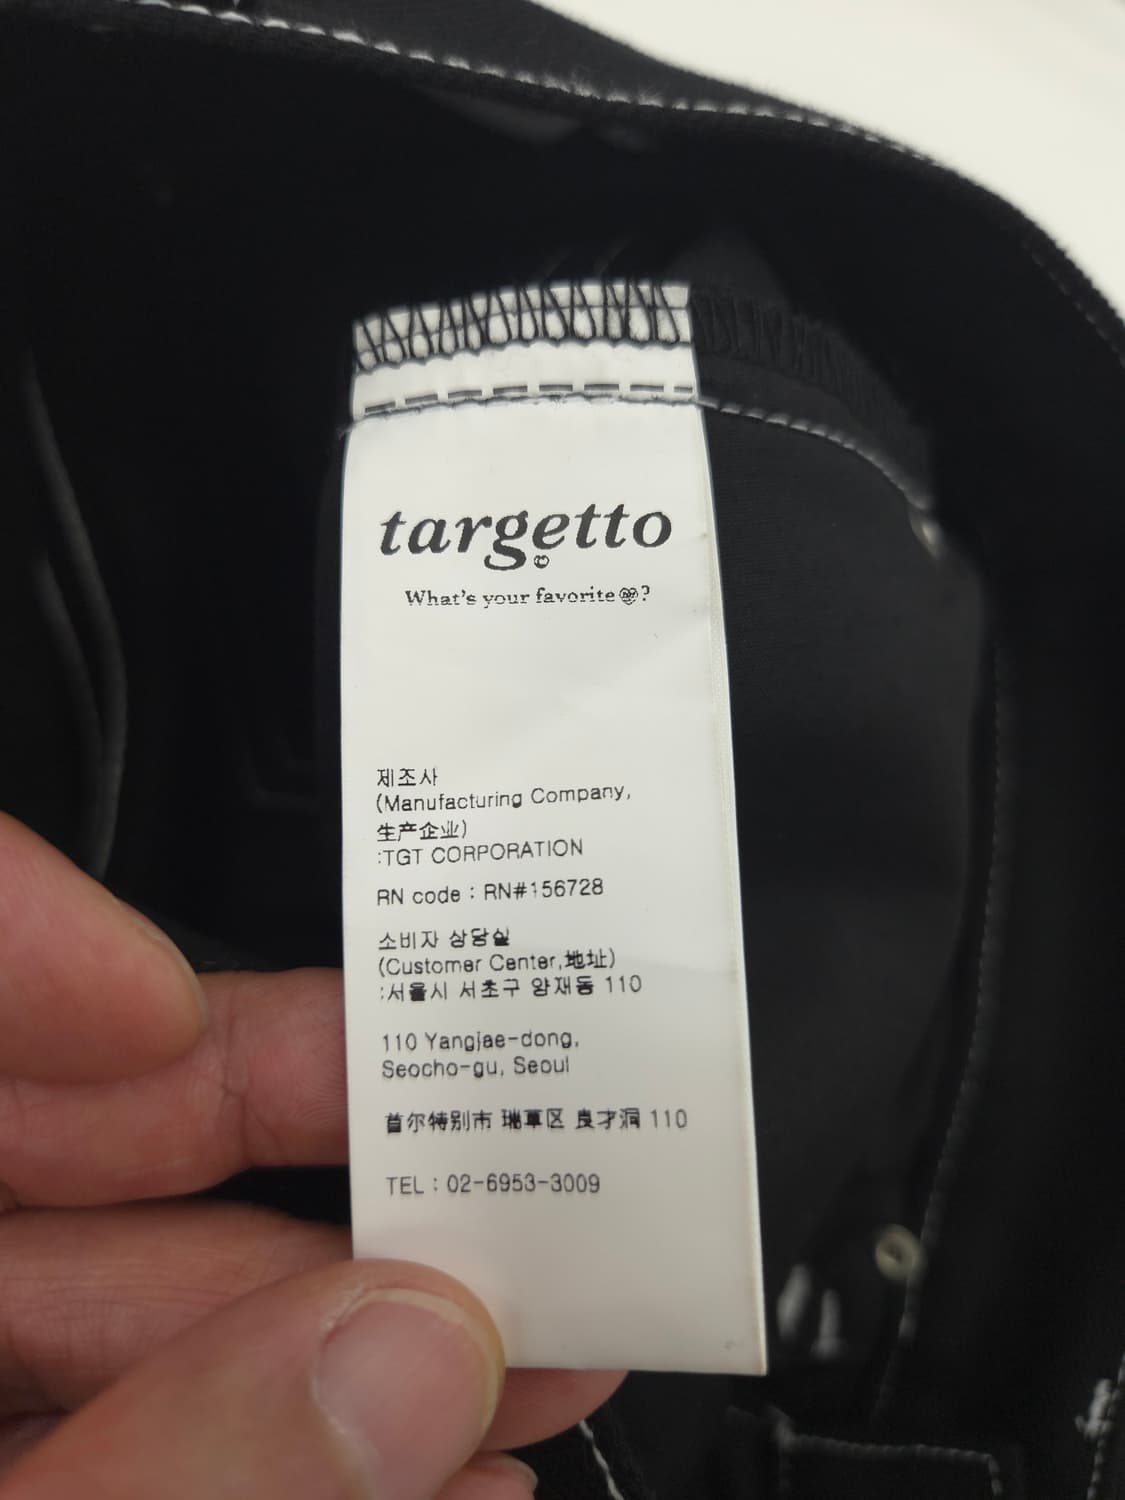 targetto
What's your favorite?
제조사
(Manufacturing Company,
生产企业)
:TGT CORPORATION
RN code : RN#156728
소비자 상담실
(Customer Center,地址)
:서울시 서초구 양재동 110
110 Yangjae-dong,
Seocho-gu, Seoul
首尔特别市 瑞草区 良才洞 110
TEL : 02-6953-3009